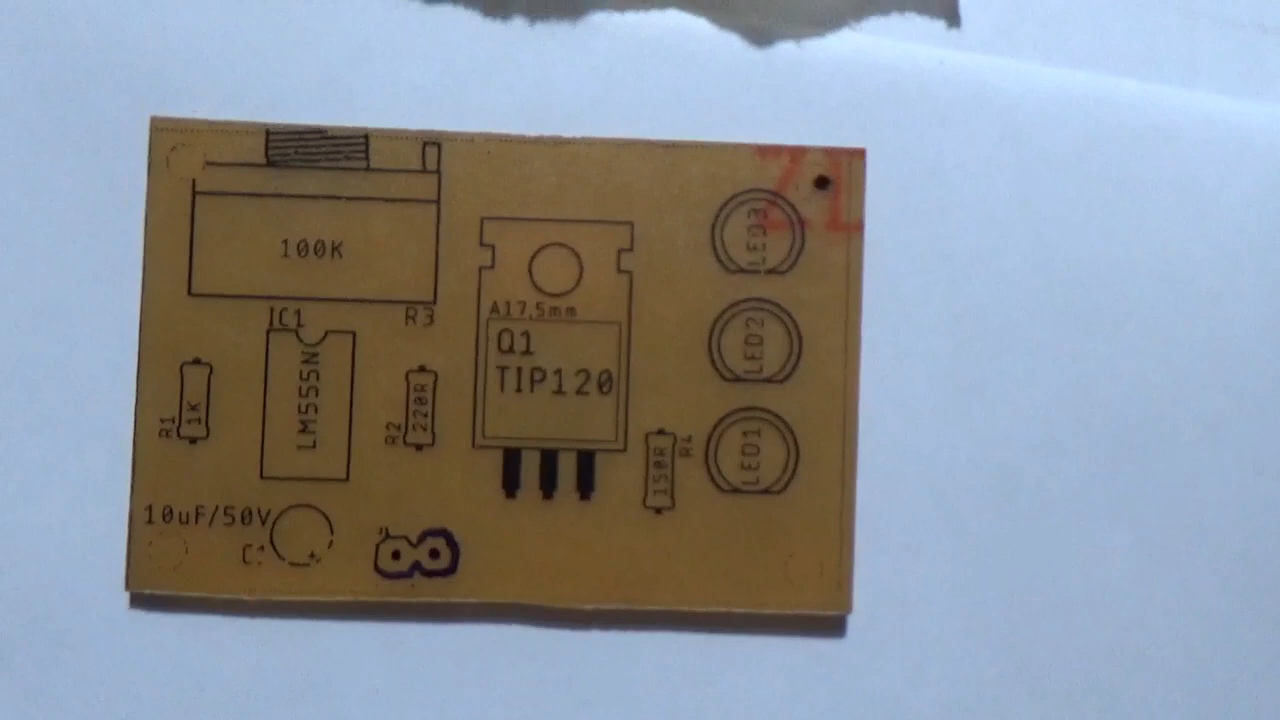 100K
IC1
R3
A17,5mm
Q1
TIP120
LM555N
R1
1K
R2
220R
150R
R4
LED3
LED2
LED1
10uF/50V
C1